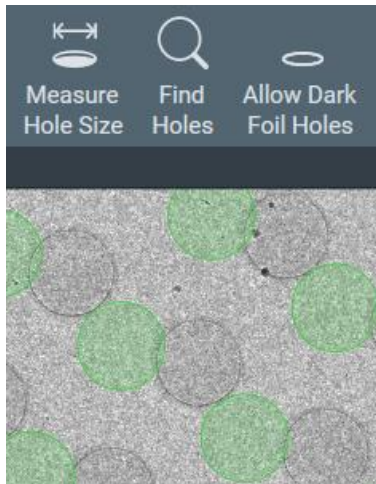 Measure
Hole Size
Find
Holes
Allow Dark
Foil Holes